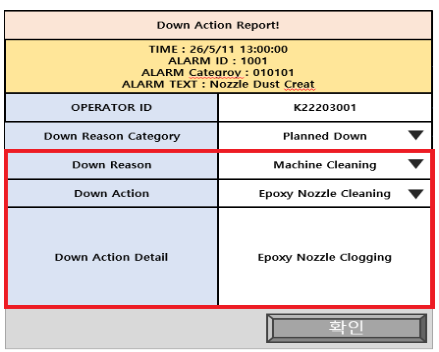 Down Action Report!
TIME : 26/5/11 13:00:00
ALARM ID : 1001
ALARM Categroy : 010101
ALARM TEXT : Nozzle Dust Creat
OPERATOR ID
K22203001
Down Reason Category
Planned Down
Down Reason
Machine Cleaning
Down Action
Epoxy Nozzle Cleaning
Down Action Detail
Epoxy Nozzle Clogging
확인